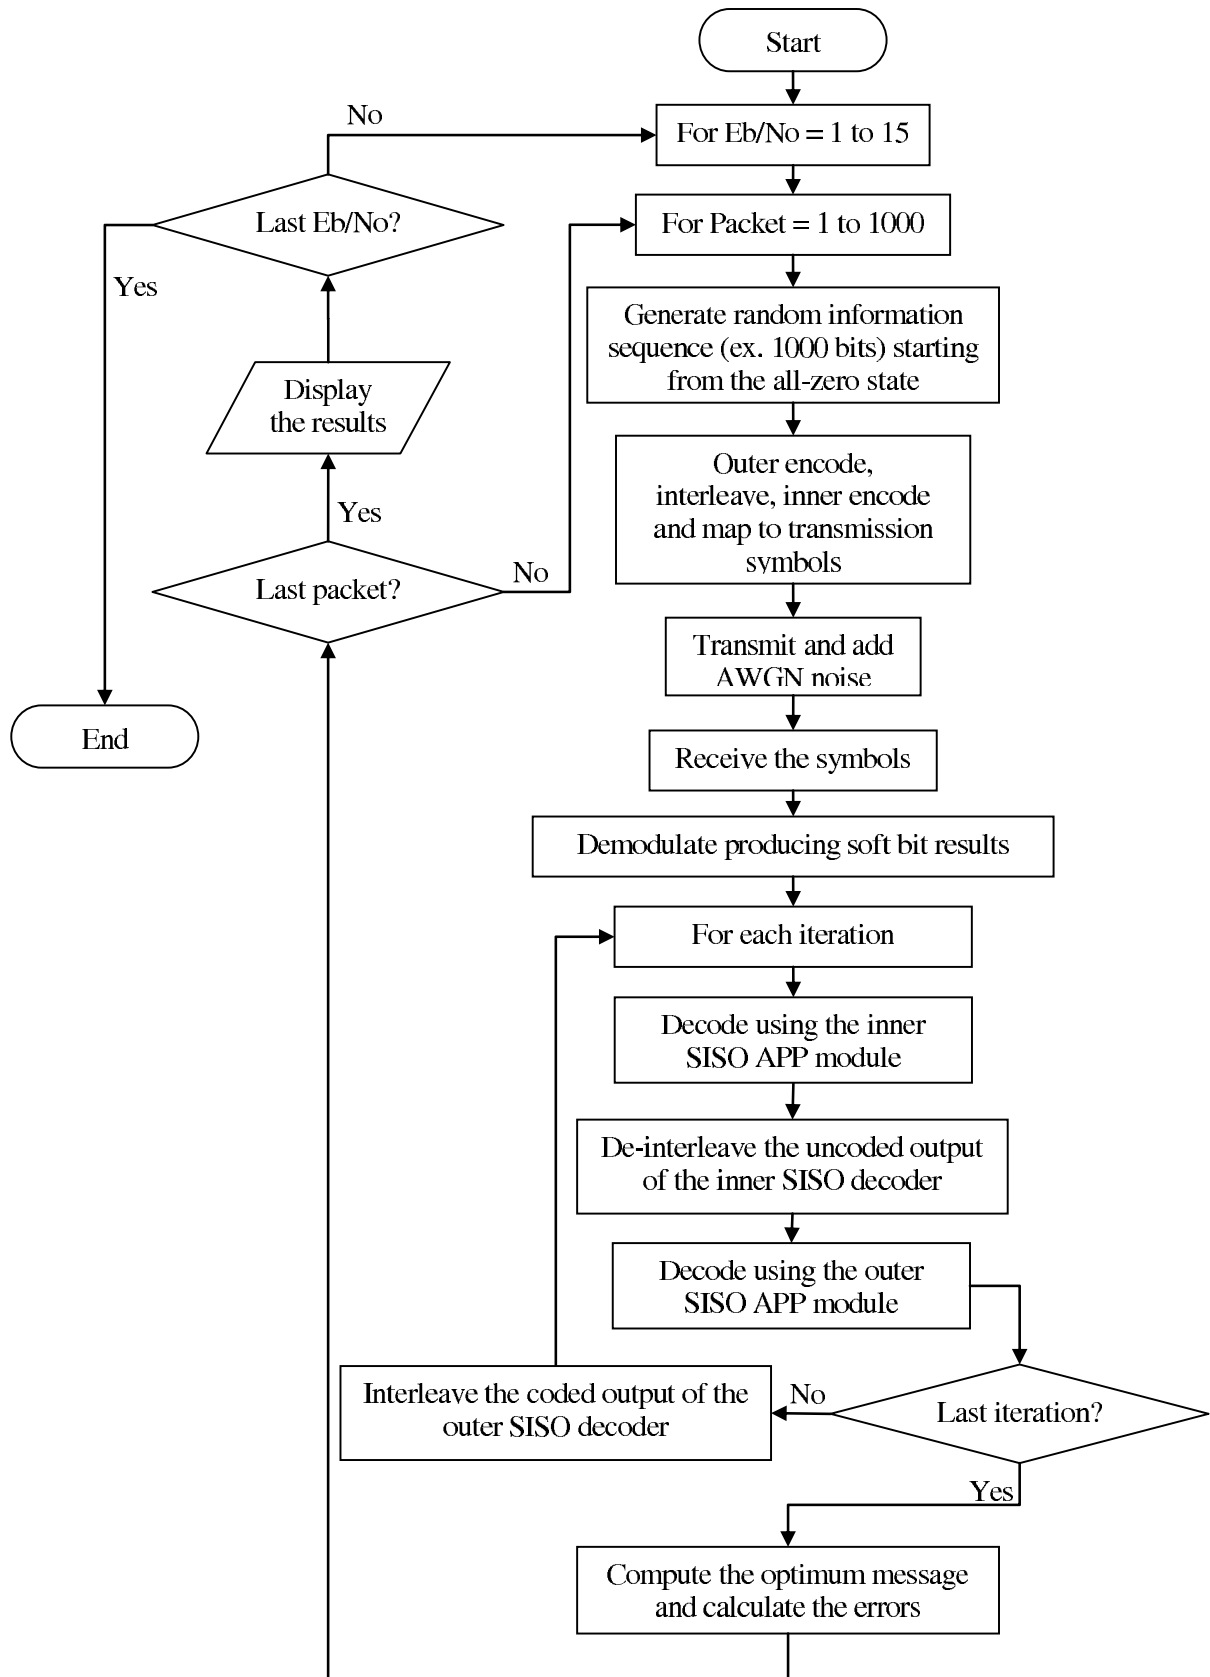 Start
No
For Eb/No = 1 to 15
Last Eb/No?
For Packet = 1 to 1000
Yes
Generate random information
sequence (ex. 1000 bits) starting
from the all-zero state
Display
the results
Outer encode,
interleave, inner encode
and map to transmission
symbols
Yes
No
Last packet?
Transmit and add
AWGN noise
End
Receive the symbols
Demodulate producing soft bit results
For each iteration
Decode using the inner
SISO APP module
De-interleave the uncoded output
of the inner SISO decoder
Decode using the outer
SISO APP module
Interleave the coded output of the
outer SISO decoder
No
Last iteration?
Yes
Compute the optimum message
and calculate the errors